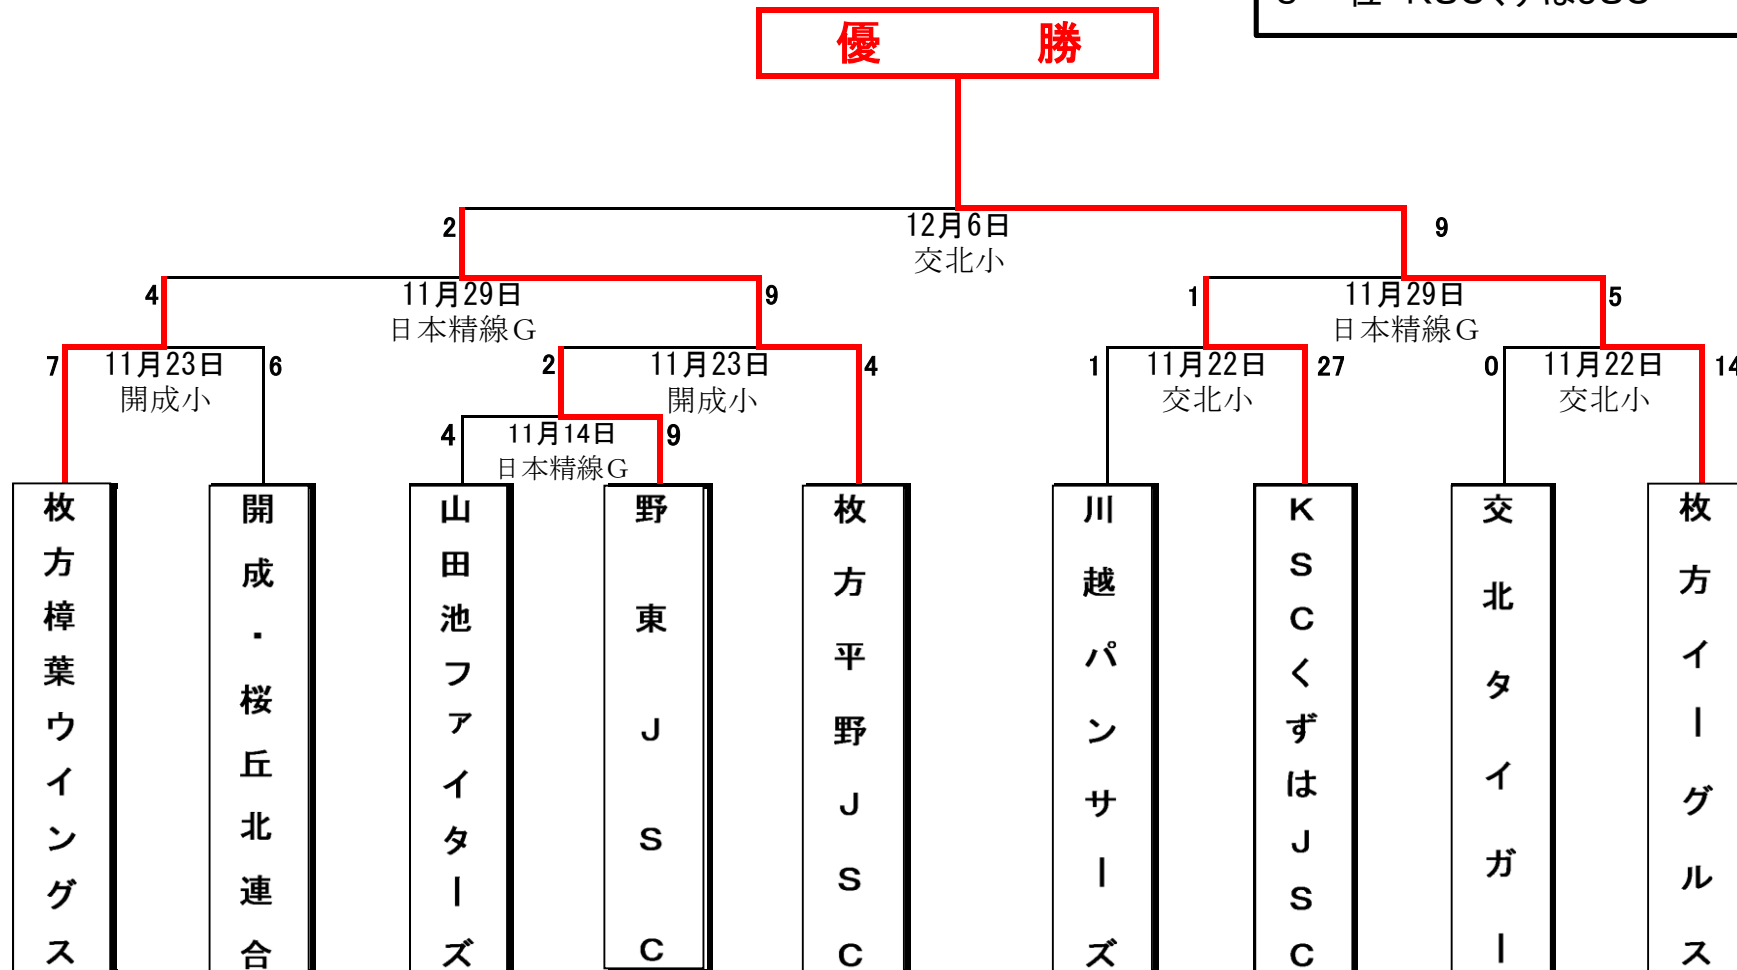 優　勝
2
12月6日
9
交北小
4
11月29日
9
1
11月29日
5
日本精線Ｇ
日本精線Ｇ
7
11月23日
6
2
11月23日
4
1
11月22日
27
0
11月22日
14
開成小
開成小
交北小
交北小
4
11月14日
9
日本精線Ｇ
枚方樟葉ウイングス
開成・桜丘北連合
山田池ファイターズ
野東ＪＳＣ
枚方平野ＪＳＣ
川越パンサーズ
ＫＳＣくずはＪＳＣ
交北タイガー
枚方イーグルス